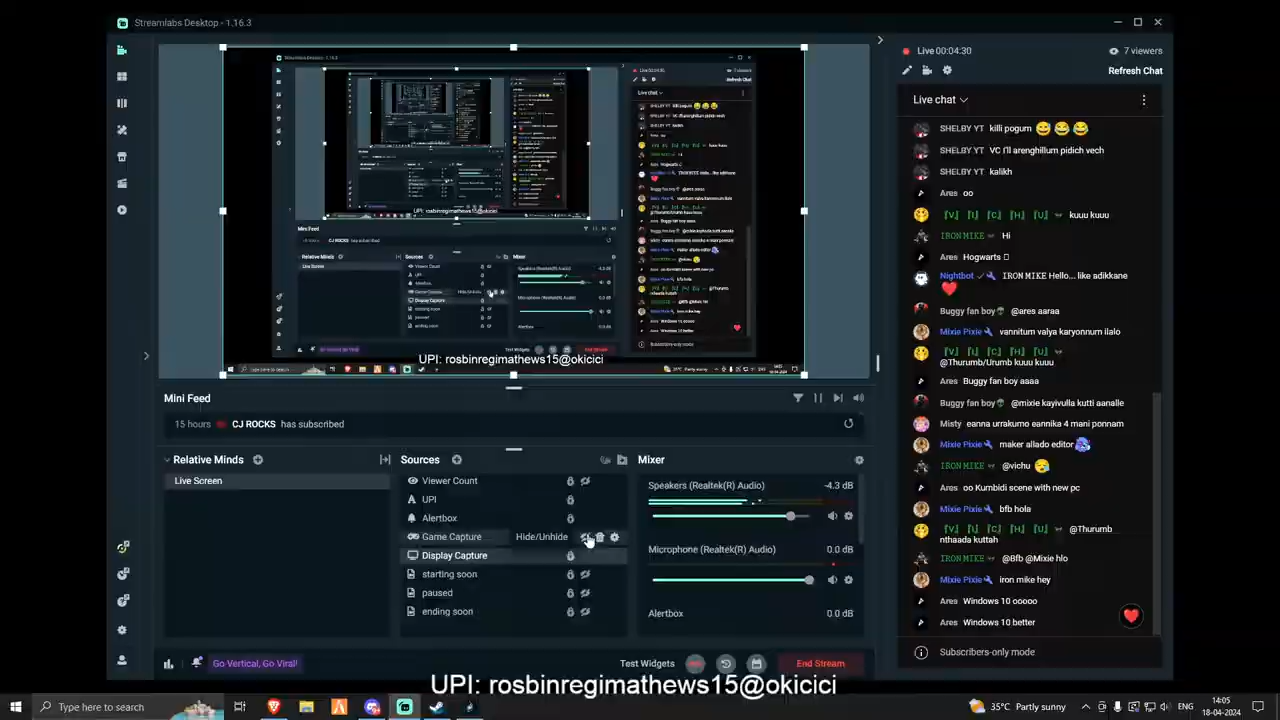 Streamlabs Desktop - 1.16.3
Live 00:04:30
7 viewers
Refresh Chat
Live chat
SHELBY YT killi pogum 😄 😂 😂
SHELBY YT VC I'll arenghillum pidich vech
SHELBY YT kalikh
Ares oo
〚V〛 〚I〛 〚C〛 〚H〛 〚U〛 kuuu kuuu
IRON MIKE Hi
Ares Hogwarts
Nightbot IRON MIKE Hello... like adi kane
❤️
Buggy fan boy @ares aaraa
Mixie Pixie vannitum valya karyonnum ilalo
〚V〛 〚I〛 〚C〛 〚H〛 〚U〛
@Thurumb/Urumb kuuu kuuu
Ares Buggy fan boy aaaa
Buggy fan boy @mixie kayivulla kutti aanalle
Misty eanna urrakumo eannika 4 mani ponnam
Mixie Pixie maker allado editor
IRON MIKE @vichu 😪
Ares oo Kumbidi scene with new pc
Mixie Pixie bfb hola
〚V〛 〚I〛 〚C〛 〚H〛 〚U〛 @Thurumb
nthaada kuttah
IRON MIKE @Bfb @Mixie hlo
Mixie Pixie iron mike hey
Ares Windows 10 ooooo
Ares Windows 10 better
Subscribers-only mode
UPI: rosbinregimathews15@okicici
Mini Feed
15 hours CJ ROCKS has subscribed
Relative Minds
Live Screen
Sources
Viewer Count
UPI
Alertbox
Game Capture Hide/Unhide
Display Capture
starting soon
paused
ending soon
Mixer
Speakers (Realtek(R) Audio) -4.3 dB
Microphone (Realtek(R) Audio) 0.0 dB
Alertbox 0.0 dB
Go Vertical, Go Viral!
Test Widgets
End Stream
UPI: rosbinregimathews15@okicici
Type here to search
35°C Partly sunny
ENG
14:05
18-04-2024